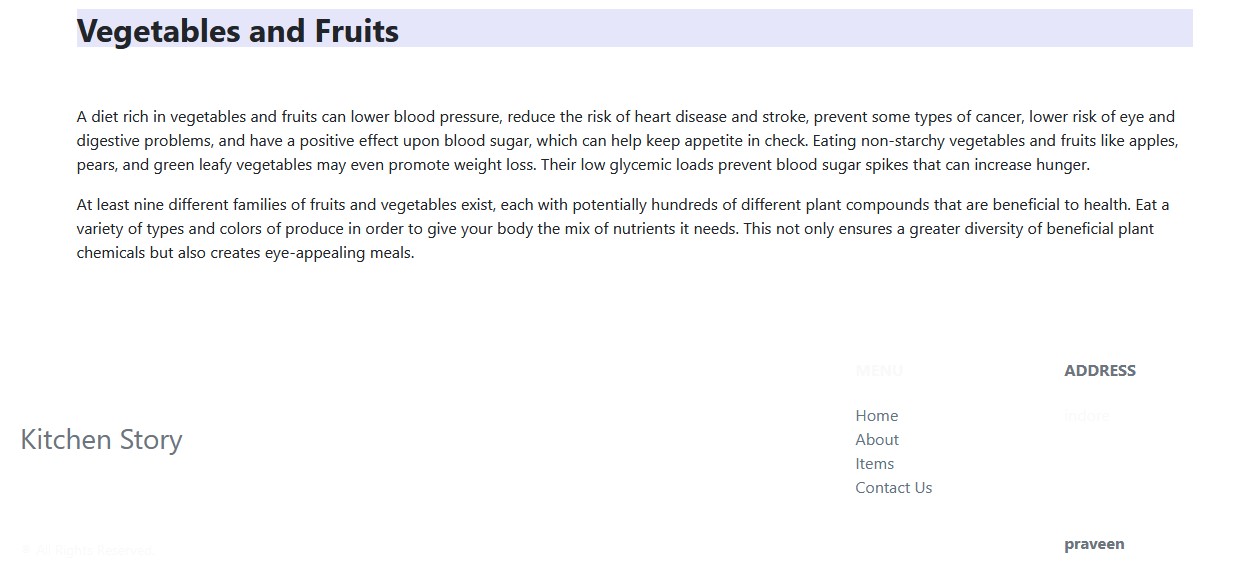 Vegetables and Fruits
A diet rich in vegetables and fruits can lower blood pressure, reduce the risk of heart disease and stroke, prevent some types of cancer, lower risk of eye and
digestive problems, and have a positive effect upon blood sugar, which can help keep appetite in check. Eating non-starchy vegetables and fruits like apples,
pears, and green leafy vegetables may even promote weight loss. Their low glycemic loads prevent blood sugar spikes that can increase hunger.
At least nine different families of fruits and vegetables exist, each with potentially hundreds of different plant compounds that are beneficial to health. Eat a
variety of types and colors of produce in order to give your body the mix of nutrients it needs. This not only ensures a greater diversity of beneficial plant
chemicals but also creates eye-appealing meals.
Kitchen Story
© All Rights Reserved.
MENU
Home
About
Items
Contact Us
ADDRESS
indore
praveen